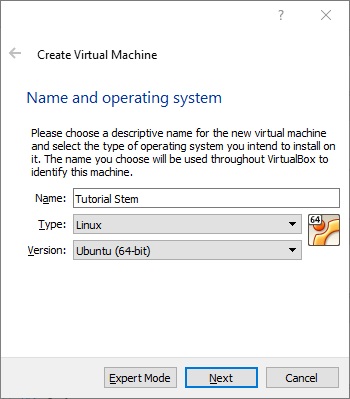 ?
Create Virtual Machine
Name and operating system
Please choose a descriptive name for the new virtual machine
and select the type of operating system you intend to install on
it. The name you choose will be used throughout VirtualBox to
identify this machine.
Name: Tutorial Stem
Type: Linux
64
Version: Ubuntu (64-bit)
Expert Mode Next Cancel